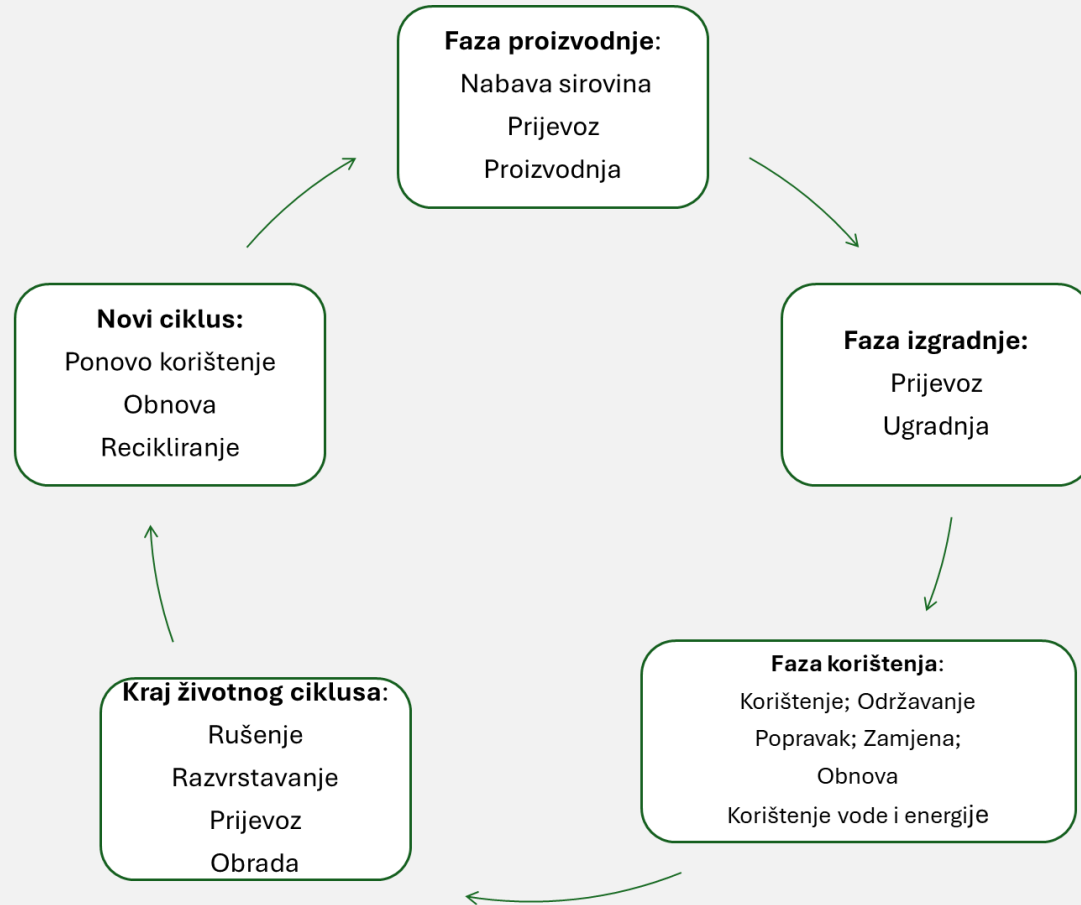 Faza proizvodnje:
Nabava sirovina
Prijevoz
Proizvodnja
Faza izgradnje:
Prijevoz
Ugradnja
Faza korištenja:
Korištenje; Održavanje
Popravak; Zamjena;
Obnova
Korištenje vode i energije
Kraj životnog ciklusa:
Rušenje
Razvrstavanje
Prijevoz
Obrada
Novi ciklus:
Ponovo korištenje
Obnova
Recikliranje